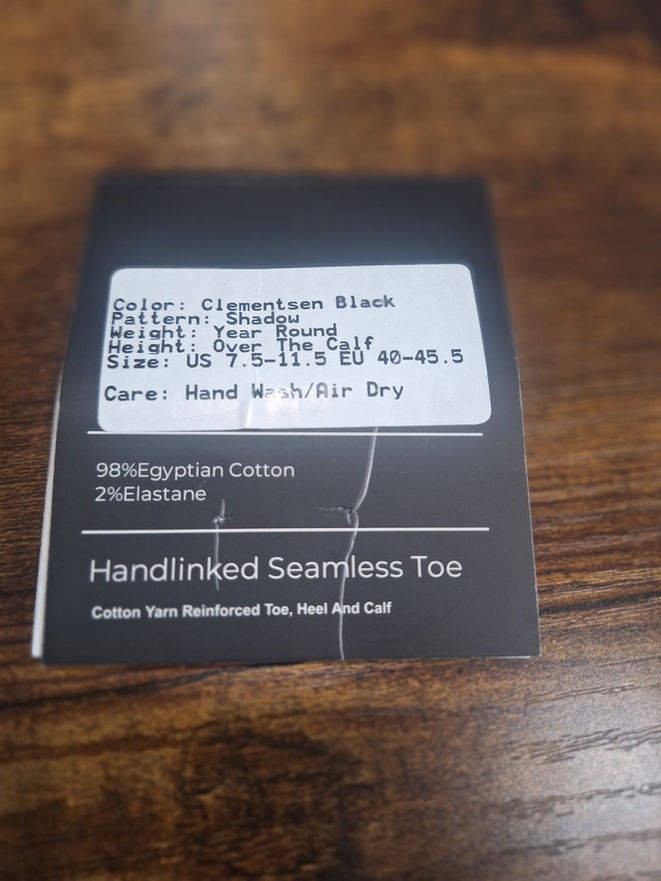 Color: Clementsen Black
Pattern: Shadow
Weight: Year Round
Height: Over The Calf
Size: US 7.5-11.5 EU 40-45.5
Care: Hand Wash/Air Dry
98%Egyptian Cotton
2%Elastane
Handlinked Seamless Toe
Cotton Yarn Reinforced Toe, Heel And Calf